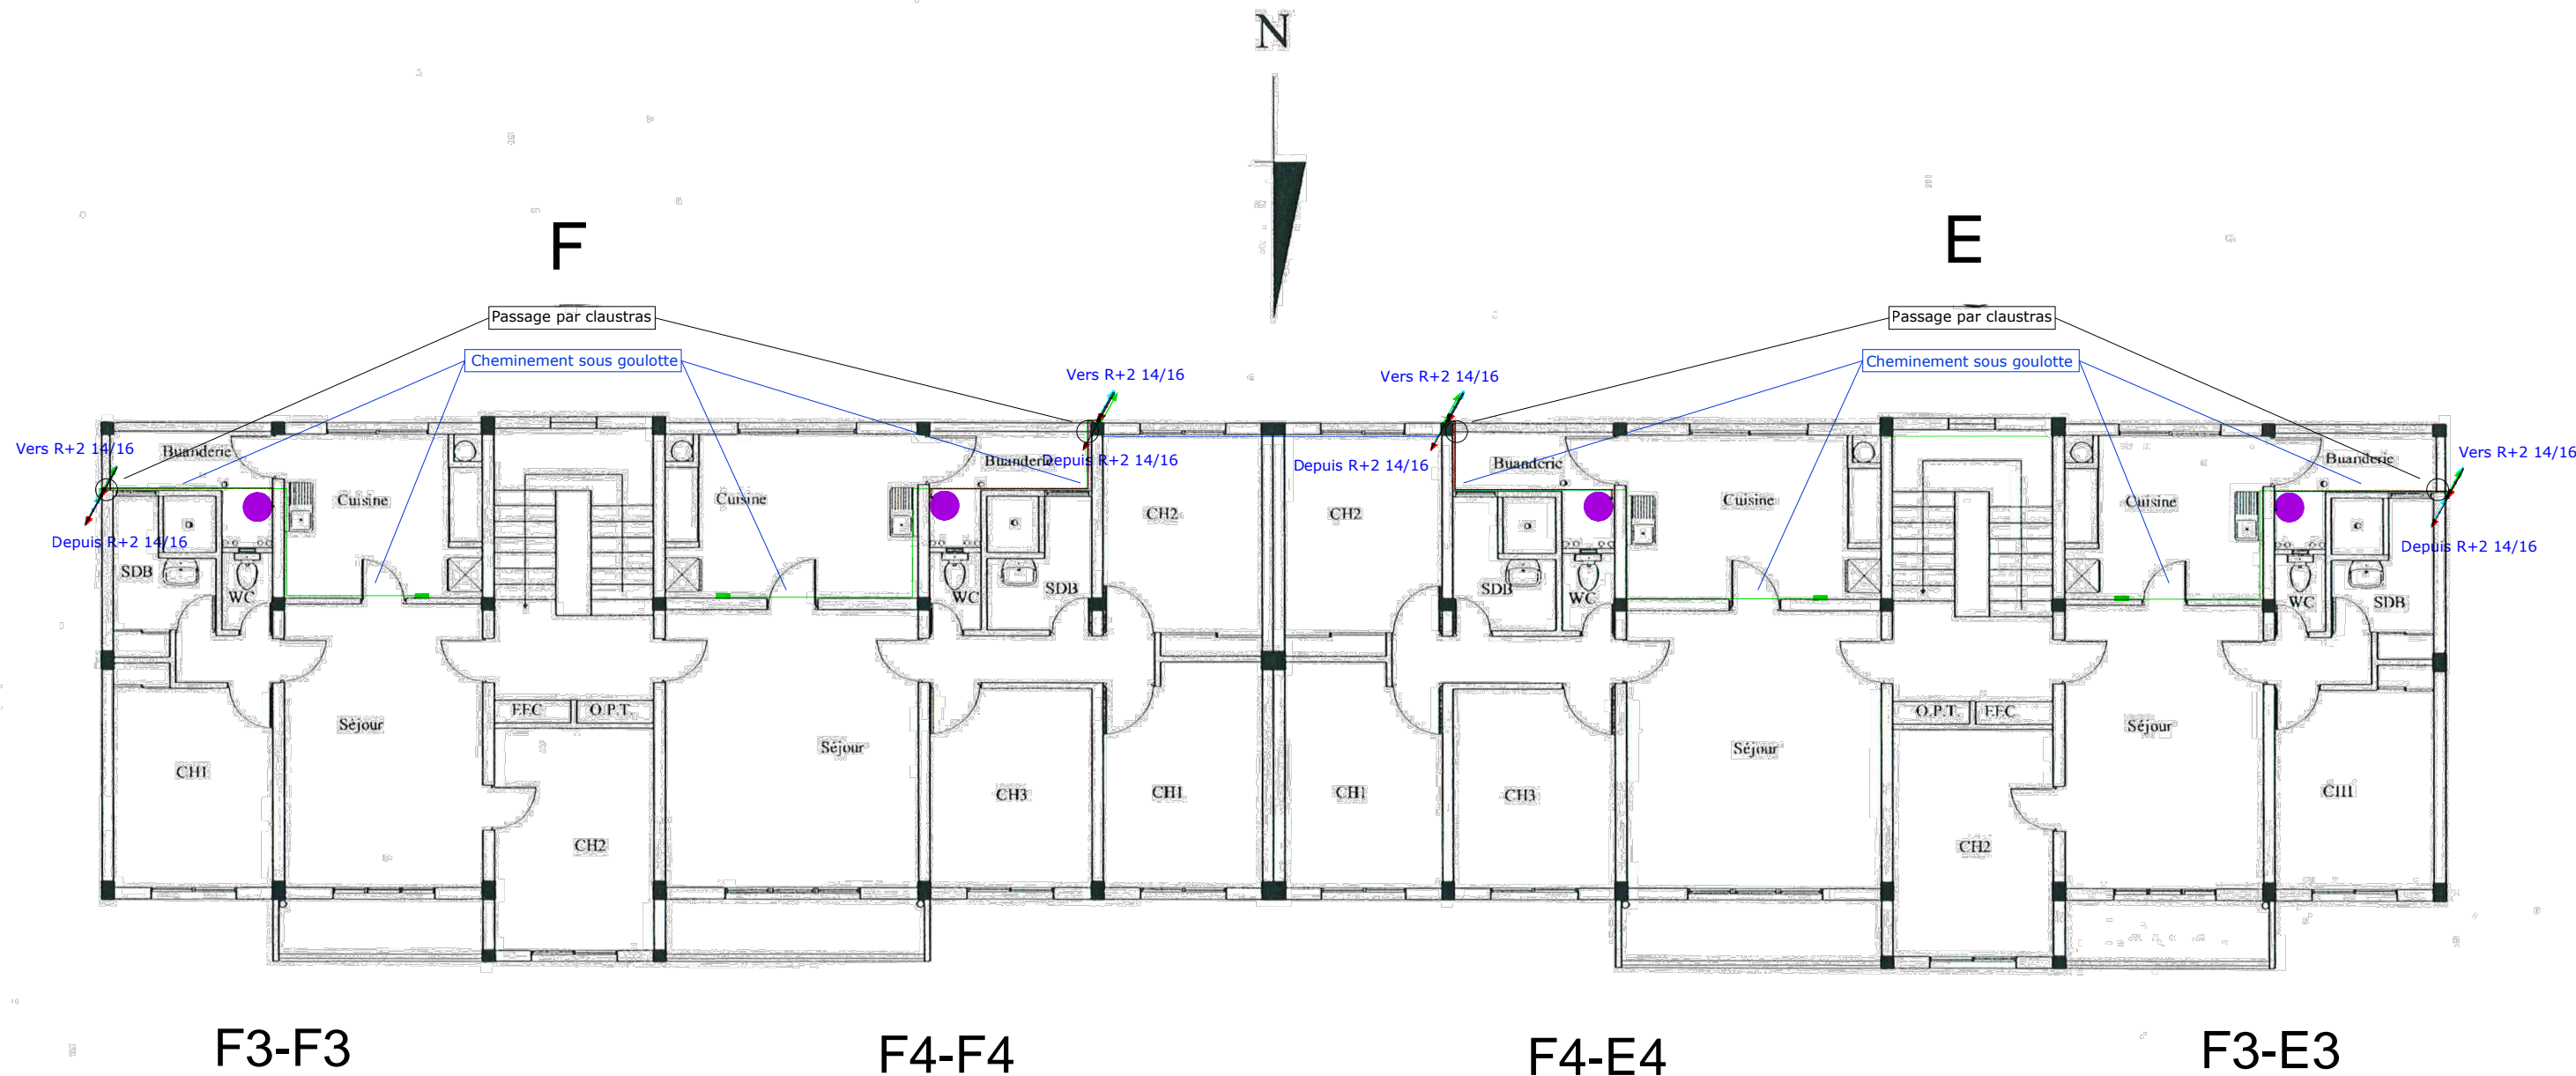 N
F
E
Passage par claustras
Passage par claustras
Cheminement sous goulotte
Cheminement sous goulotte
Vers R+2 14/16
Vers R+2 14/16
Vers R+2 14/16
Vers R+2 14/16
Depuis R+2 14/16
Depuis R+2 14/16
Depuis R+2 14/16
Depuis R+2 14/16
Buanderie
Cuisine
Cuisine
Buanderie
CH2
CH2
Buanderie
Cuisine
Cuisine
Buanderie
SDB
WC
WC
SDB
SDB
WC
WC
SDB
E.F.C
O.P.T.
O.P.T.
E.F.C
Séjour
Séjour
Séjour
Séjour
CH1
CH3
CH1
CH1
CH3
CH1
CH2
CH2
F3-F3
F4-F4
F4-E4
F3-E3